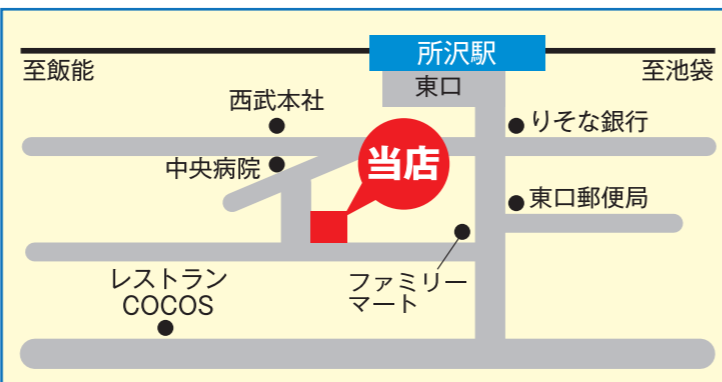 所沢駅
至飯能
東口
至池袋
西武本社
りそな銀行
中央病院
当店
東口郵便局
レストラン
COCOS
ファミリー
マート